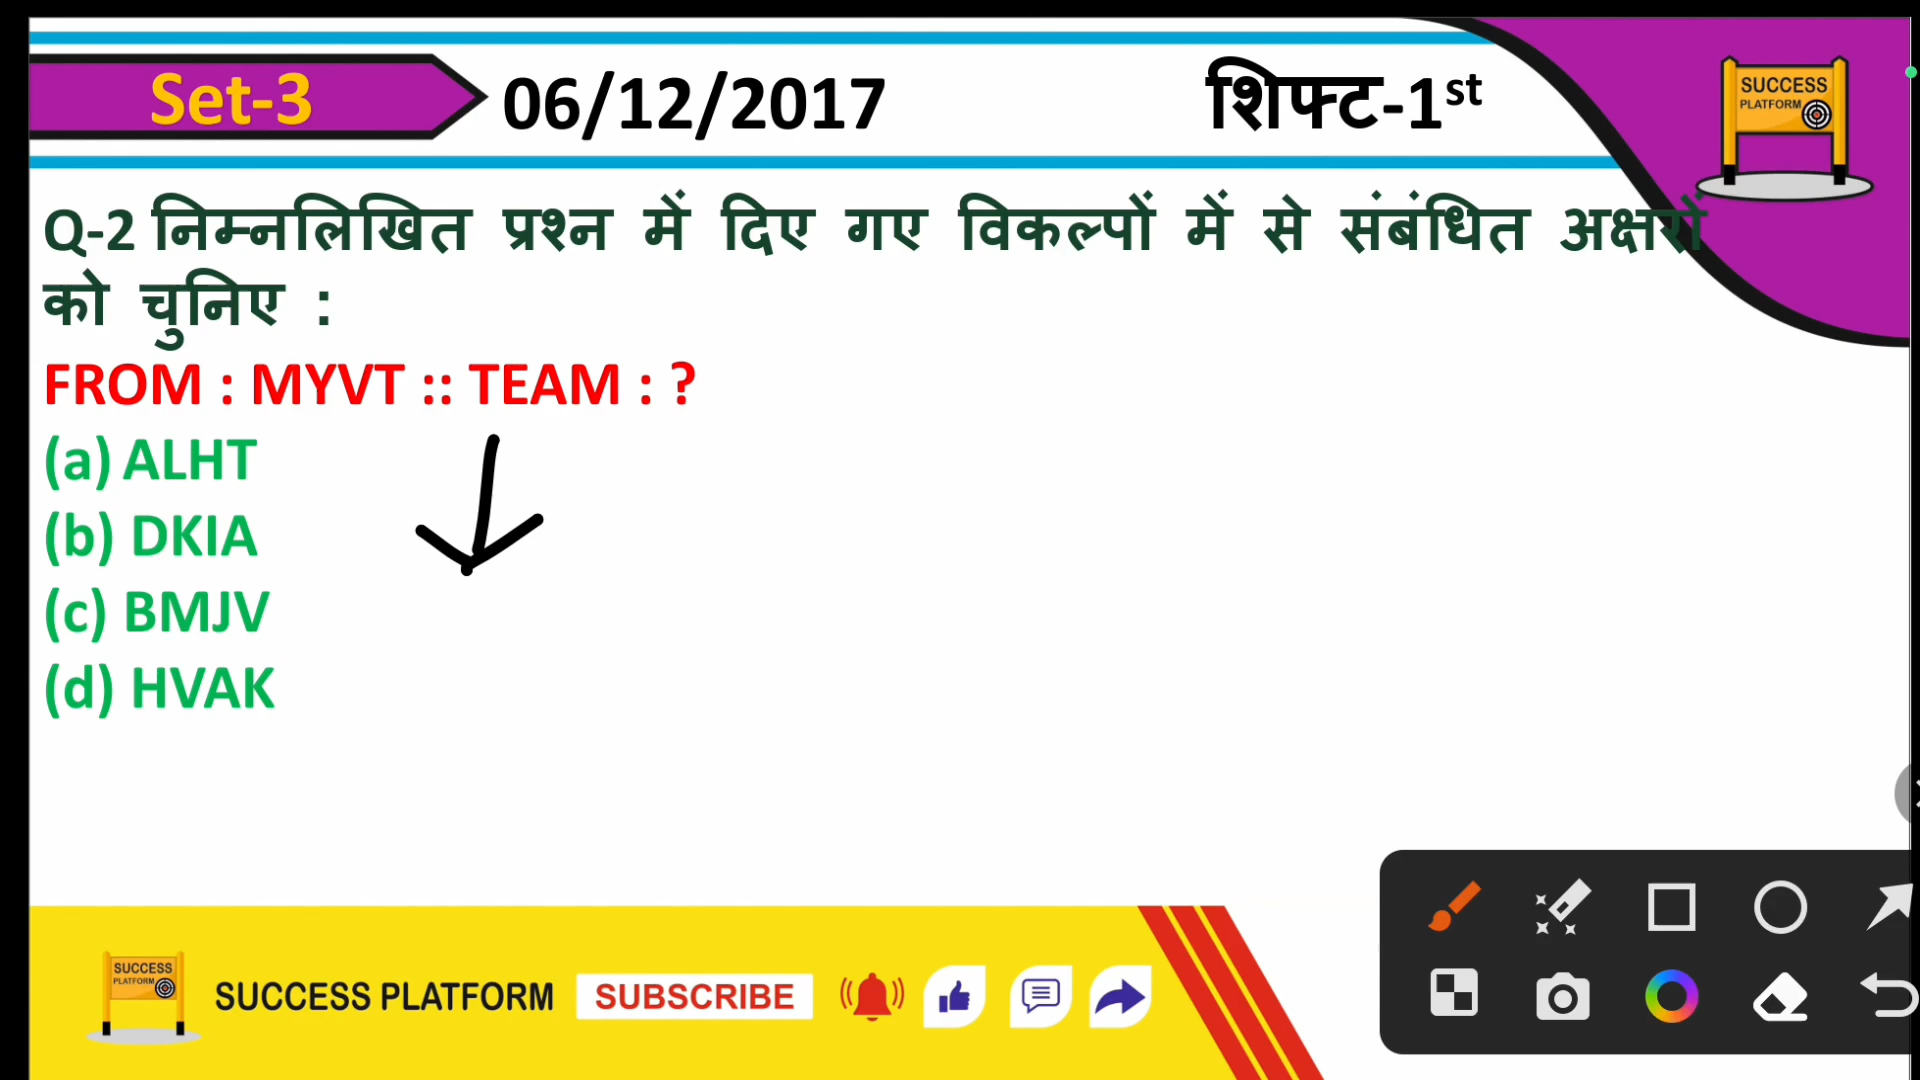 Set-3
06/12/2017
शिफ्ट-1st
SUCCESS
PLATFORM
Q-2 निम्नलिखित प्रश्न में दिए गए विकल्पों में से संबंधित अक्षरों
को चुनिए :
FROM : MYVT :: TEAM : ?
(a) ALHT
(b) DKIA
(c) BMJV
(d) HVAK
SUCCESS
PLATFORM
SUCCESS PLATFORM
SUBSCRIBE